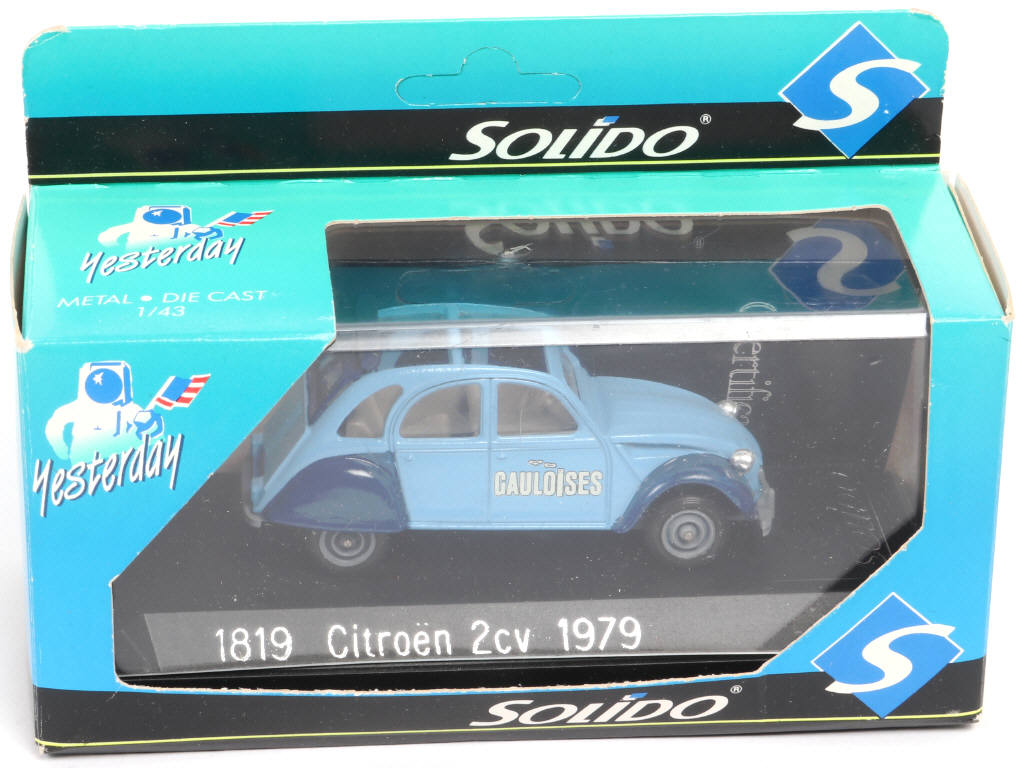 SOLIDO®
S
Yesterday
METAL • DIE CAST
1/43
Yesterday
GAULOISES
1819 Citroën 2cv 1979
SOLIDO®
S